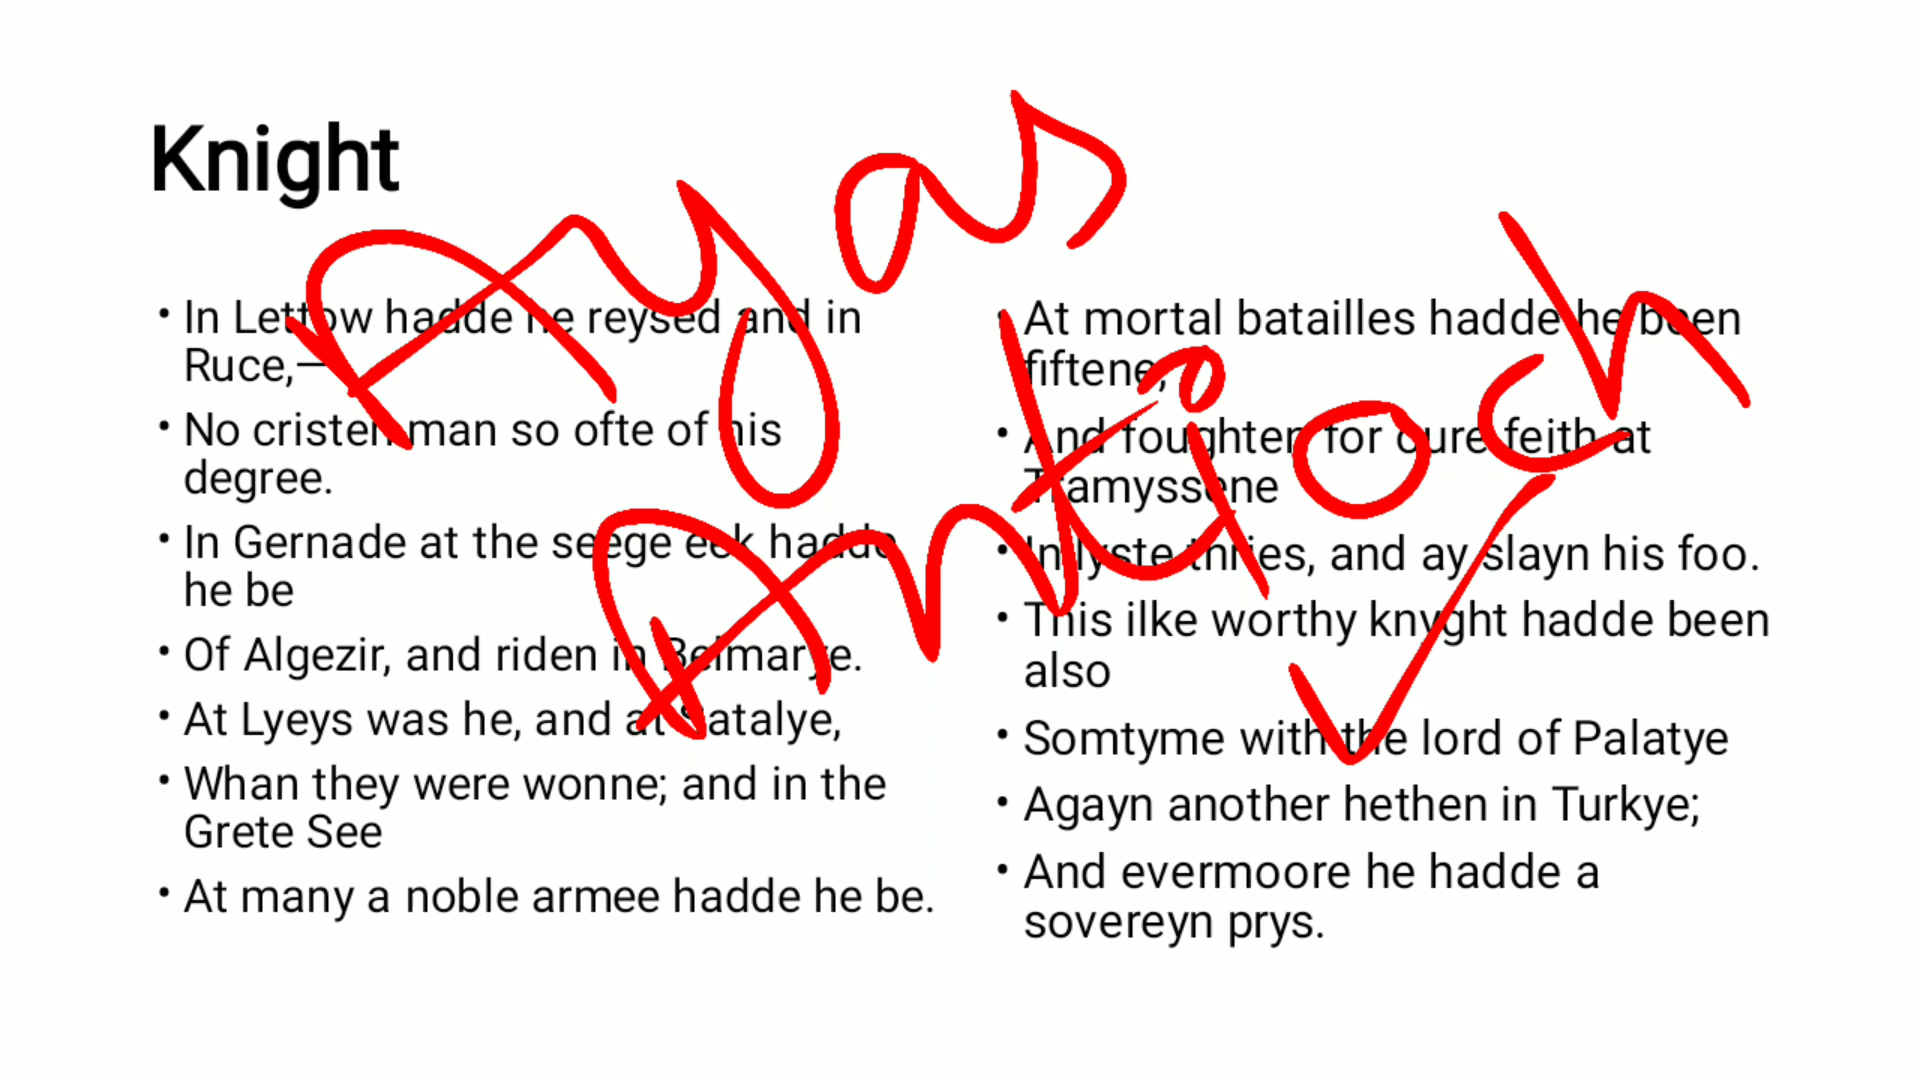 Knight
Ayas
Antioch
• In Lettow hadde he reysed and in
Ruce,—
• No cristen man so ofte of his
degree.
• In Gernade at the seege eek hadde
he be
• Of Algezir, and riden in Belmarye.
• At Lyeys was he, and at Satalye,
• Whan they were wonne; and in the
Grete See
• At many a noble armee hadde he be.
• At mortal batailles hadde he been
fiftene,
• And foughten for oure feith at
Tramyssene
• In lyste thries, and ay slayn his foo.
• This ilke worthy knyght hadde been
also
• Somtyme with the lord of Palatye
• Agayn another hethen in Turkye;
• And evermoore he hadde a
sovereyn prys.